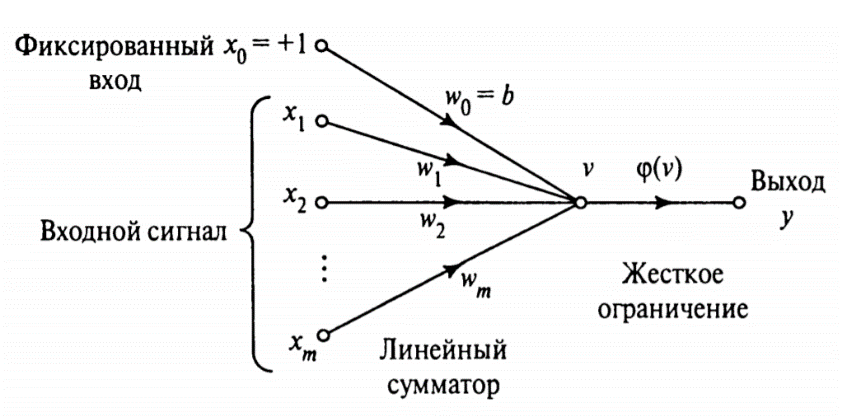 Фиксированный x₀ = +1
вход
w₀ = b
x₁
w₁
v
φ(v)
Выход
y
x₂
w₂
Входной сигнал
⋮
wₘ
Жесткое
ограничение
xₘ
Линейный
сумматор